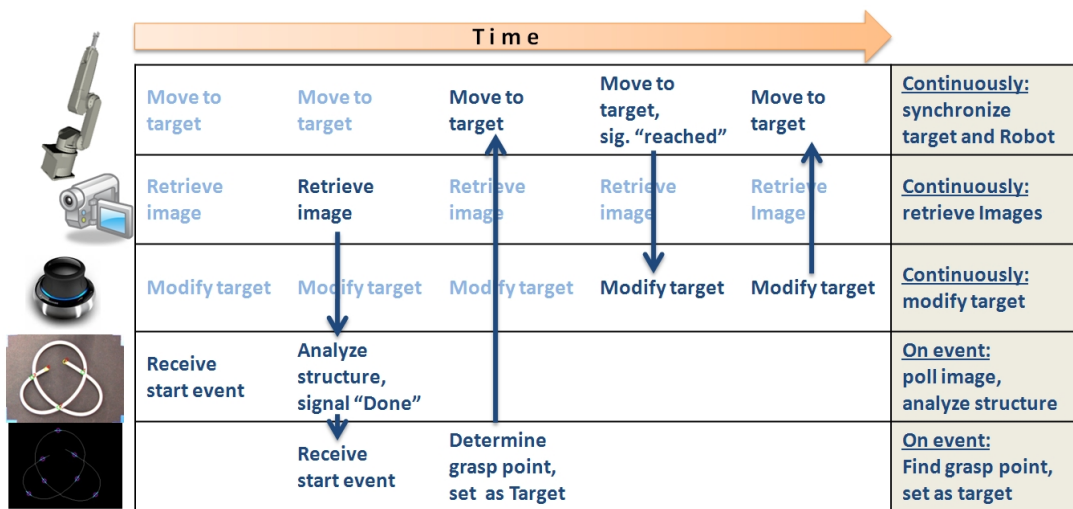 Time
Move to
target
Move to
target
Move to
target
Move to
target,
sig. “reached”
Move to
target
Continuously:
synchronize
target and Robot
Retrieve
image
Retrieve
image
Retrieve
image
Retrieve
image
Retrieve
Image
Continuously:
retrieve Images
Modify target
Modify target
Modify target
Modify target
Modify target
Continuously:
modify target
Receive
start event
Analyze
structure,
signal “Done”
On event:
poll image,
analyze structure
Receive
start event
Determine
grasp point,
set as Target
On event:
Find grasp point,
set as target